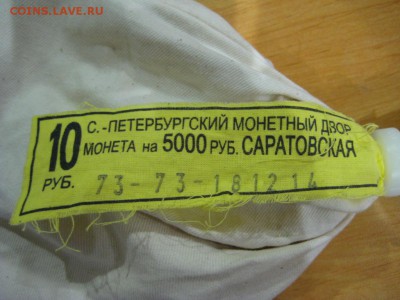 COINS.LAVE.RU
С.-ПЕТЕРБУРГСКИЙ МОНЕТНЫЙ ДВОР
10 МОНЕТА на 5000 РУБ. САРАТОВСКАЯ
РУБ. 73-73-181214